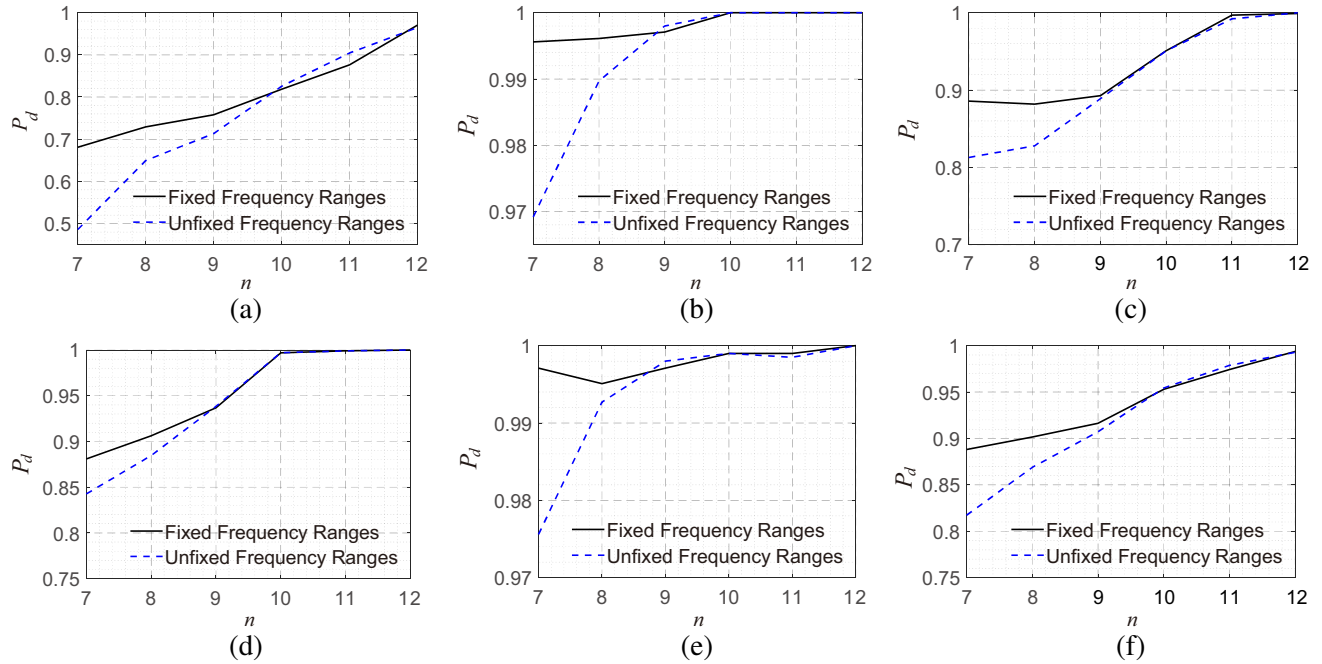 1
0.9
0.8
0.7
0.6
0.5
P_d
Fixed Frequency Ranges
Unfixed Frequency Ranges
7 8 9 10 11 12
n
(a)
1
0.99
0.98
0.97
P_d
Fixed Frequency Ranges
Unfixed Frequency Ranges
7 8 9 10 11 12
n
(b)
1
0.9
0.8
0.7
P_d
Fixed Frequency Ranges
Unfixed Frequency Ranges
7 8 9 10 11 12
n
(c)
1
0.95
0.9
0.85
0.8
0.75
P_d
Fixed Frequency Ranges
Unfixed Frequency Ranges
7 8 9 10 11 12
n
(d)
1
0.99
0.98
0.97
P_d
Fixed Frequency Ranges
Unfixed Frequency Ranges
7 8 9 10 11 12
n
(e)
1
0.95
0.9
0.85
0.8
0.75
P_d
Fixed Frequency Ranges
Unfixed Frequency Ranges
7 8 9 10 11 12
n
(f)